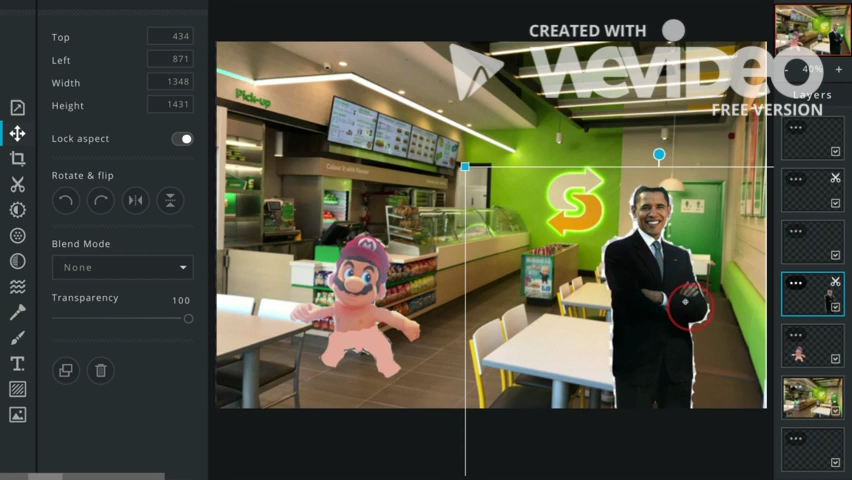 CREATED WITH
WeVideo
FREE VERSION
Top 434
Left 871
Width 1348
Height 1431
Lock aspect
Rotate & flip
Blend Mode
None
Transparency 100
- 40% +
Layers
Pick-up
M
T